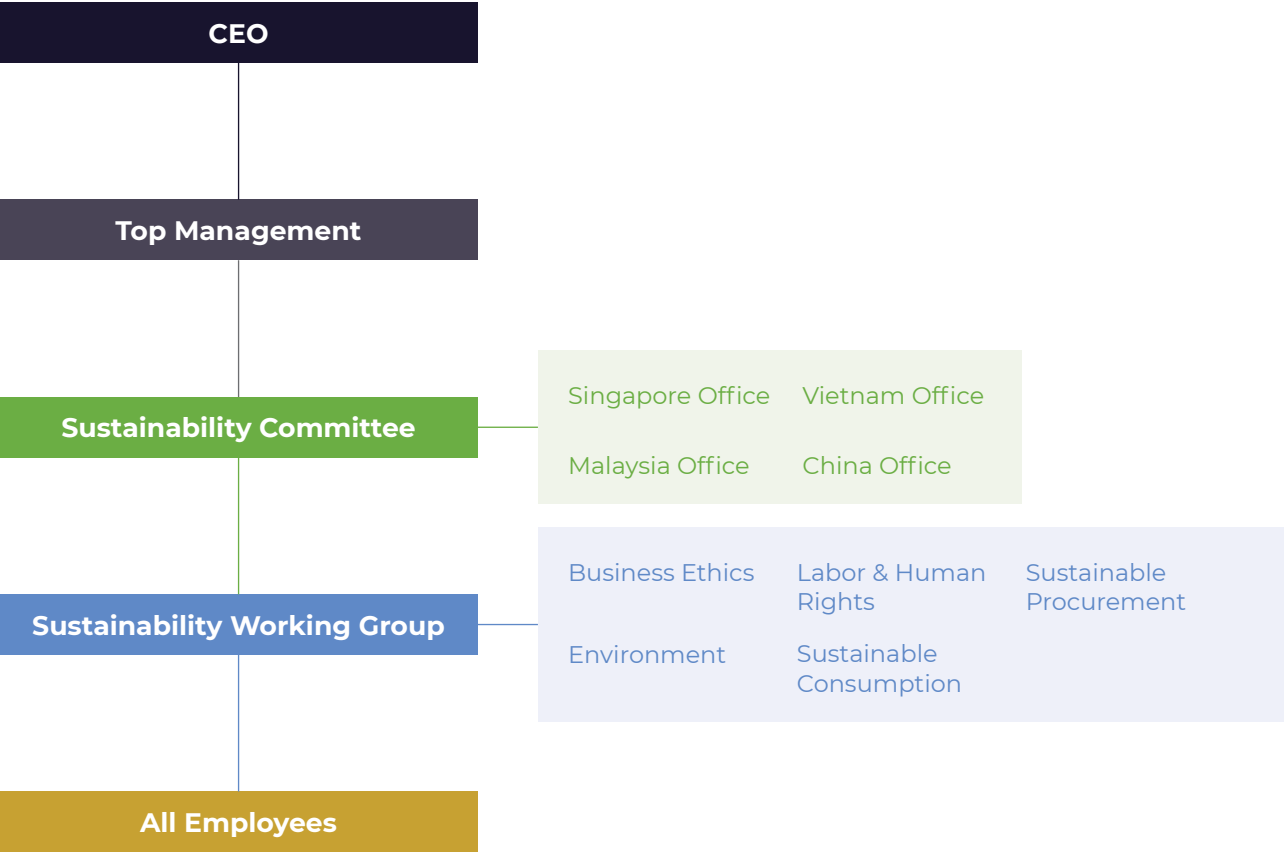 CEO
Top Management
Sustainability Committee
Singapore Office
Vietnam Office
Malaysia Office
China Office
Sustainability Working Group
Business Ethics
Labor & Human
Rights
Sustainable
Procurement
Environment
Sustainable
Consumption
All Employees